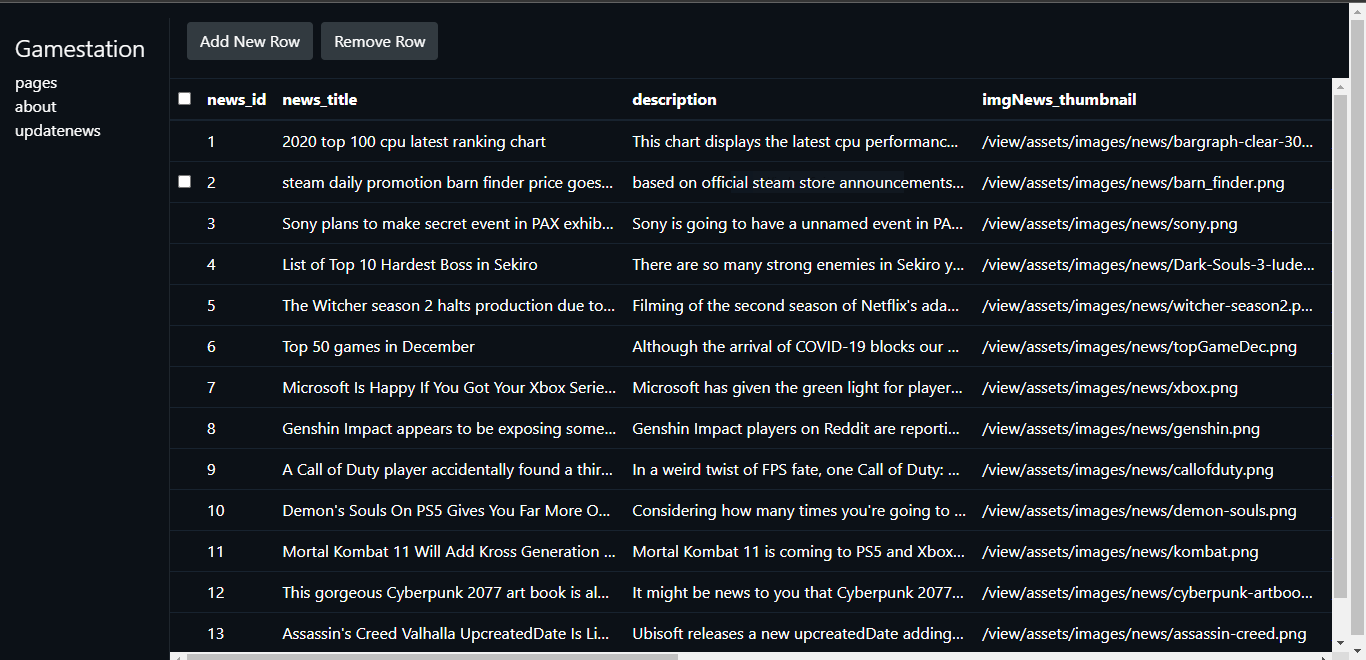 Gamestation
pages
about
updatenews
Add New Row Remove Row
news_id news_title description imgNews_thumbnail
1 2020 top 100 cpu latest ranking chart This chart displays the latest cpu performanc... /view/assets/images/news/bargraph-clear-30...
2 steam daily promotion barn finder price goes... based on official steam store announcements... /view/assets/images/news/barn_finder.png
3 Sony plans to make secret event in PAX exhib... Sony is going to have a unnamed event in PA... /view/assets/images/news/sony.png
4 List of Top 10 Hardest Boss in Sekiro There are so many strong enemies in Sekiro y... /view/assets/images/news/Dark-Souls-3-Iude...
5 The Witcher season 2 halts production due to... Filming of the second season of Netflix's ada... /view/assets/images/news/witcher-season2.p...
6 Top 50 games in December Although the arrival of COVID-19 blocks our ... /view/assets/images/news/topGameDec.png
7 Microsoft Is Happy If You Got Your Xbox Serie... Microsoft has given the green light for player... /view/assets/images/news/xbox.png
8 Genshin Impact appears to be exposing some... Genshin Impact players on Reddit are reporti... /view/assets/images/news/genshin.png
9 A Call of Duty player accidentally found a thir... In a weird twist of FPS fate, one Call of Duty: ... /view/assets/images/news/callofduty.png
10 Demon's Souls On PS5 Gives You Far More O... Considering how many times you're going to ... /view/assets/images/news/demon-souls.png
11 Mortal Kombat 11 Will Add Kross Generation ... Mortal Kombat 11 is coming to PS5 and Xbox... /view/assets/images/news/kombat.png
12 This gorgeous Cyberpunk 2077 art book is al... It might be news to you that Cyberpunk 2077... /view/assets/images/news/cyberpunk-artboo...
13 Assassin's Creed Valhalla UpcreatedDate Is Li... Ubisoft releases a new upcreatedDate adding... /view/assets/images/news/assassin-creed.png